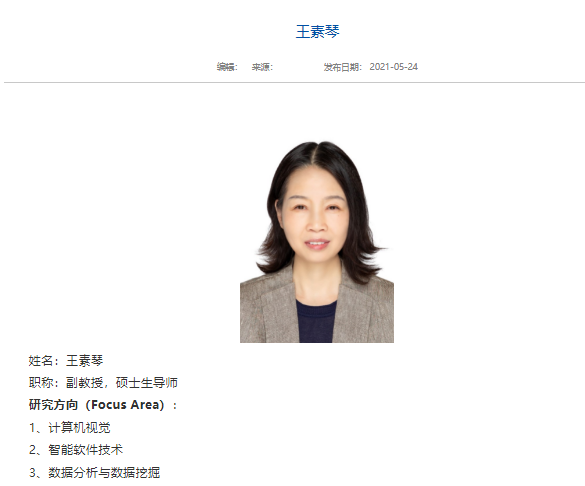 王素琴
编辑： 来源： 发布日期： 2021-05-24
姓名：王素琴
职称：副教授，硕士生导师
研究方向（Focus Area）：
1、计算机视觉
2、智能软件技术
3、数据分析与数据挖掘